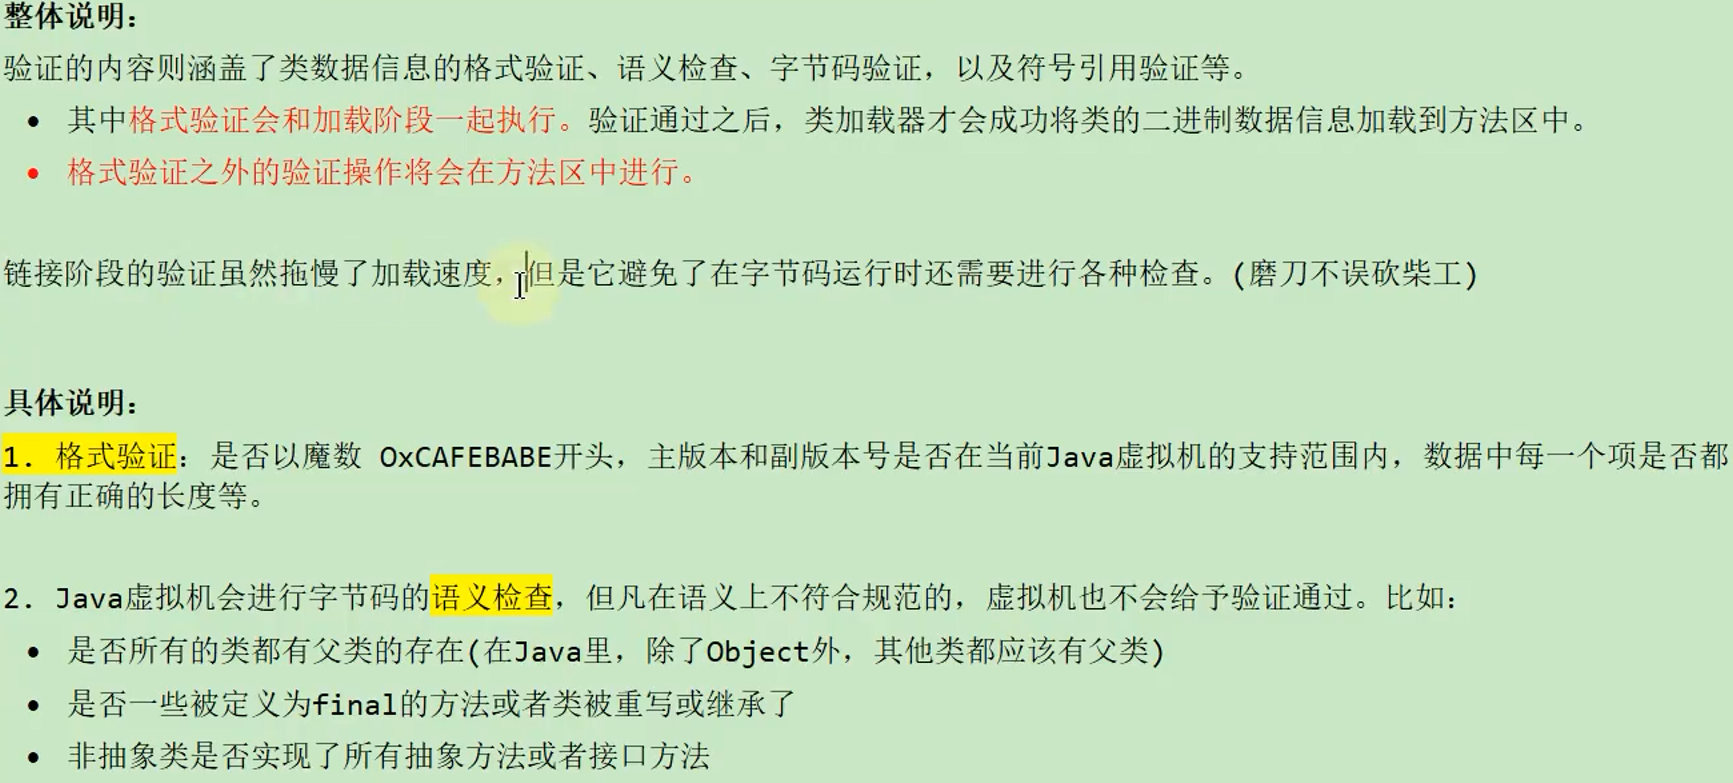 整体说明：
验证的内容则涵盖了类数据信息的格式验证、语义检查、字节码验证，以及符号引用验证等。
• 其中格式验证会和加载阶段一起执行。验证通过之后，类加载器才会成功将类的二进制数据信息加载到方法区中。
• 格式验证之外的验证操作将会在方法区中进行。
链接阶段的验证虽然拖慢了加载速度，但是它避免了在字节码运行时还需要进行各种检查。(磨刀不误砍柴工)
具体说明：
1. 格式验证：是否以魔数 0xCAFEBABE开头，主版本和副版本号是否在当前Java虚拟机的支持范围内，数据中每一个项是否都
拥有正确的长度等。
2. Java虚拟机会进行字节码的语义检查，但凡在语义上不符合规范的，虚拟机也不会给予验证通过。比如：
• 是否所有的类都有父类的存在(在Java里，除了Object外，其他类都应该有父类)
• 是否一些被定义为final的方法或者类被重写或继承了
• 非抽象类是否实现了所有抽象方法或者接口方法